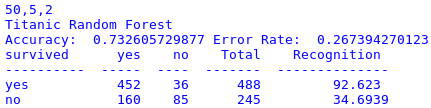 50,5,2
Titanic Random Forest
Accuracy:  0.732605729877 Error Rate:  0.267394270123
survived     yes    no    Total    Recognition
----------  -----  ----  -------  --------------
yes          452    36      488         92.623
no           160    85      245         34.6939